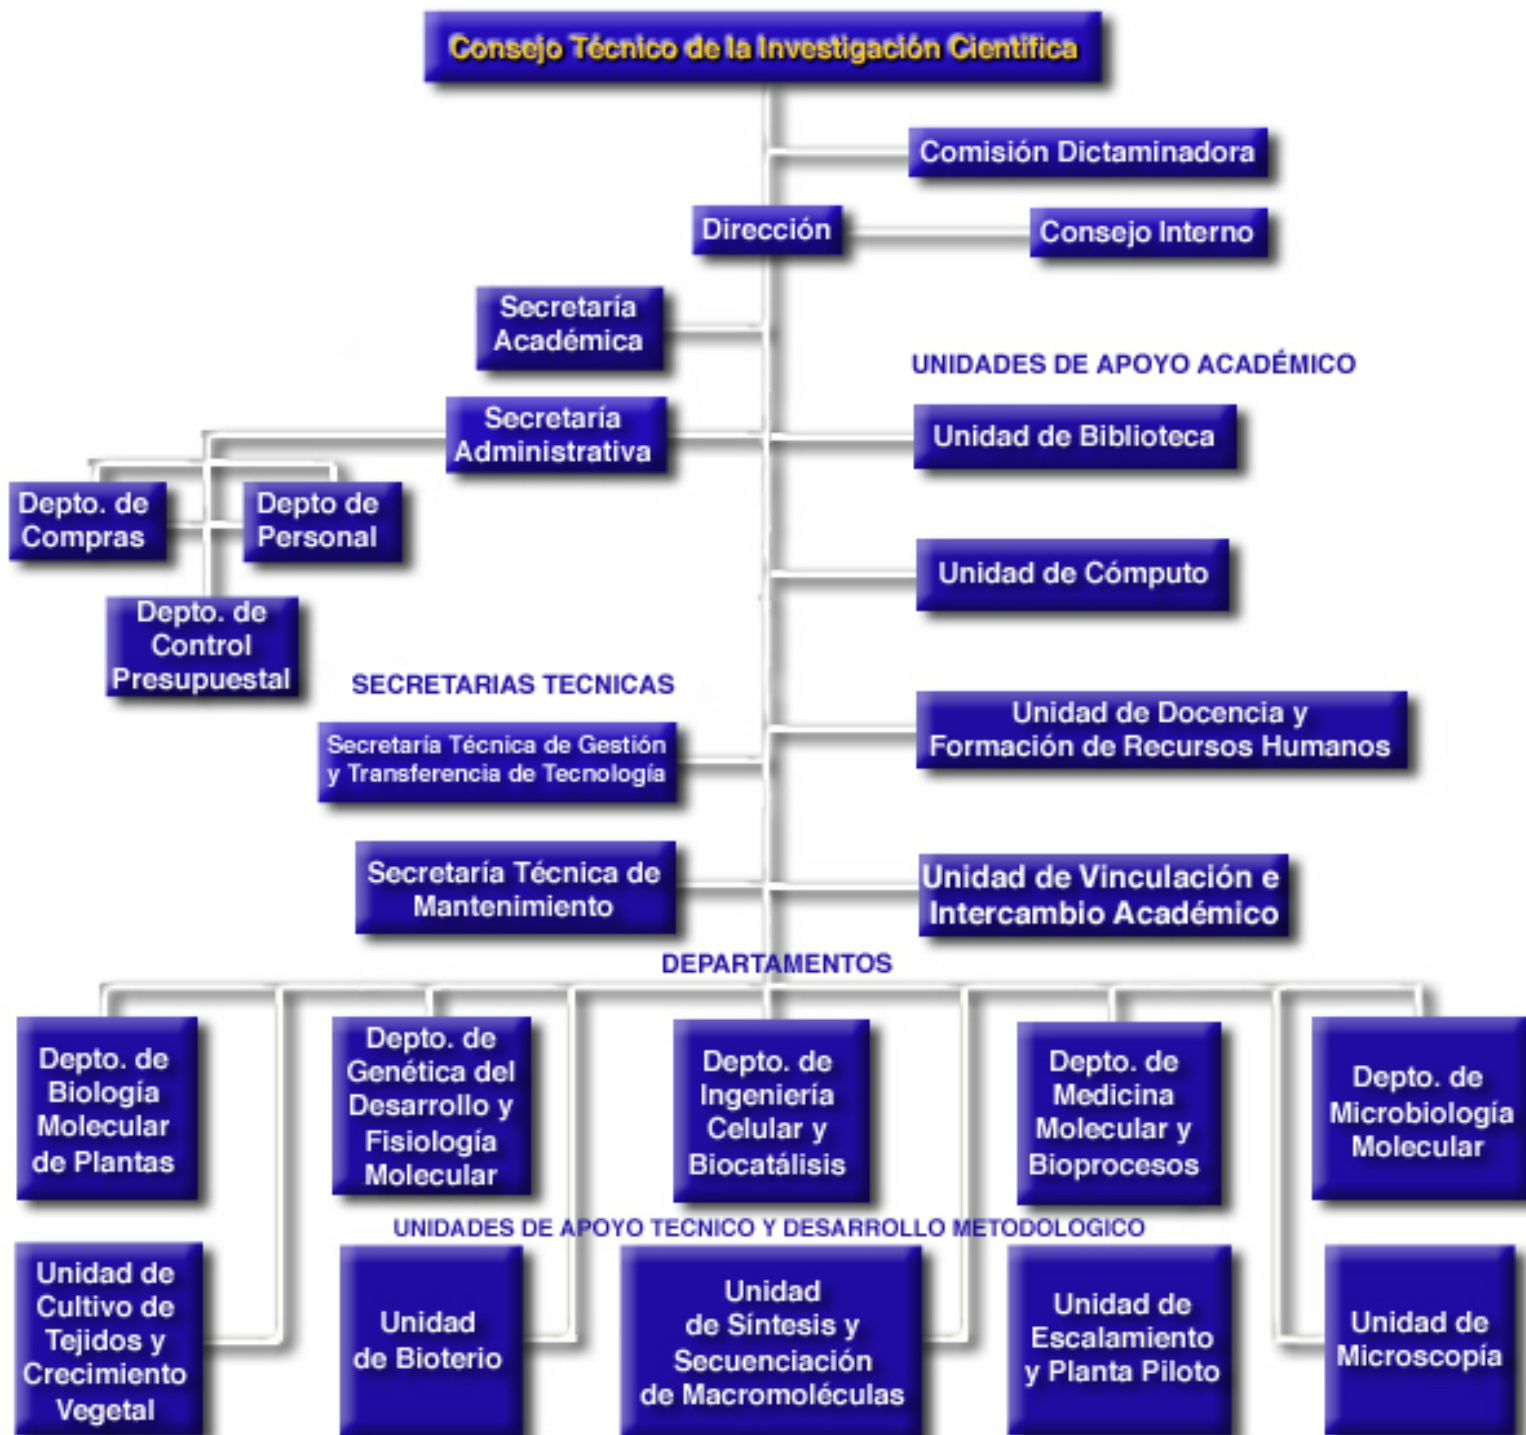 Consejo Técnico de la Investigación Científica
Comisión Dictaminadora
Dirección
Consejo Interno
Secretaría
Académica
UNIDADES DE APOYO ACADÉMICO
Secretaría
Administrativa
Unidad de Biblioteca
Depto. de
Compras
Depto de
Personal
Unidad de Cómputo
Depto. de
Control
Presupuestal
SECRETARIAS TECNICAS
Unidad de Docencia y
Formación de Recursos Humanos
Secretaría Técnica de Gestión
y Transferencia de Tecnología
Secretaría Técnica de
Mantenimiento
Unidad de Vinculación e
Intercambio Académico
DEPARTAMENTOS
Depto. de
Biología
Molecular
de Plantas
Depto. de
Genética del
Desarrollo y
Fisiología
Molecular
Depto. de
Ingeniería
Celular y
Biocatálisis
Depto. de
Medicina
Molecular y
Bioprocesos
Depto. de
Microbiología
Molecular
UNIDADES DE APOYO TECNICO Y DESARROLLO METODOLOGICO
Unidad de
Cultivo de
Tejidos y
Crecimiento
Vegetal
Unidad
de Bioterio
Unidad
de Síntesis y
Secuenciación
de Macromoléculas
Unidad de
Escalamiento
y Planta Piloto
Unidad de
Microscopía